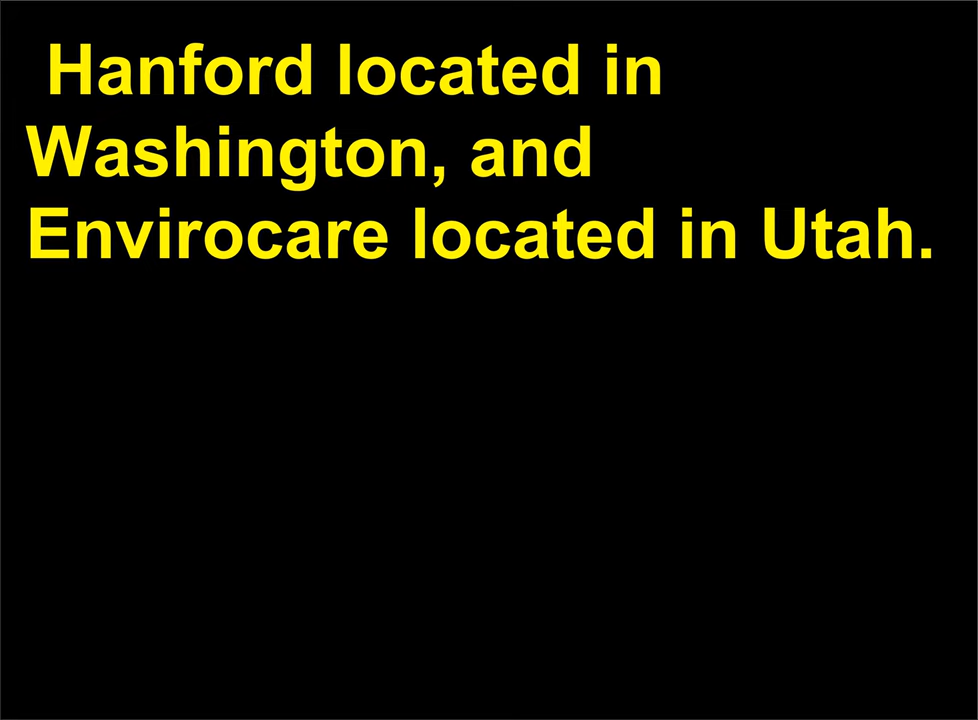 Hanford located in
Washington, and
Envirocare located in Utah.